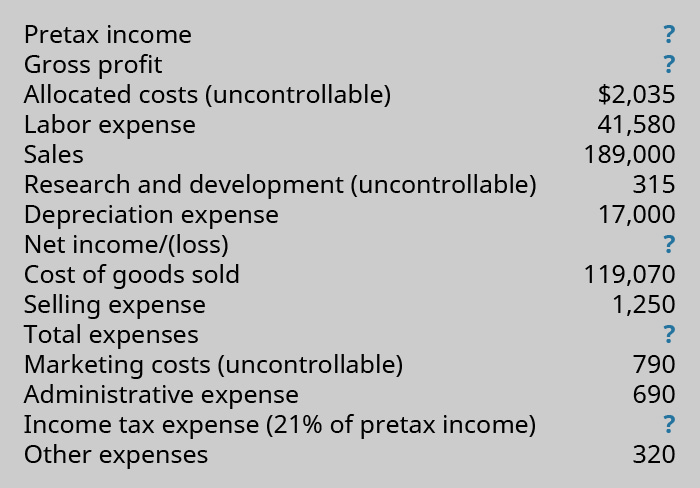 Pretax income ?
Gross profit ?
Allocated costs (uncontrollable) $2,035
Labor expense 41,580
Sales 189,000
Research and development (uncontrollable) 315
Depreciation expense 17,000
Net income/(loss) ?
Cost of goods sold 119,070
Selling expense 1,250
Total expenses ?
Marketing costs (uncontrollable) 790
Administrative expense 690
Income tax expense (21% of pretax income) ?
Other expenses 320